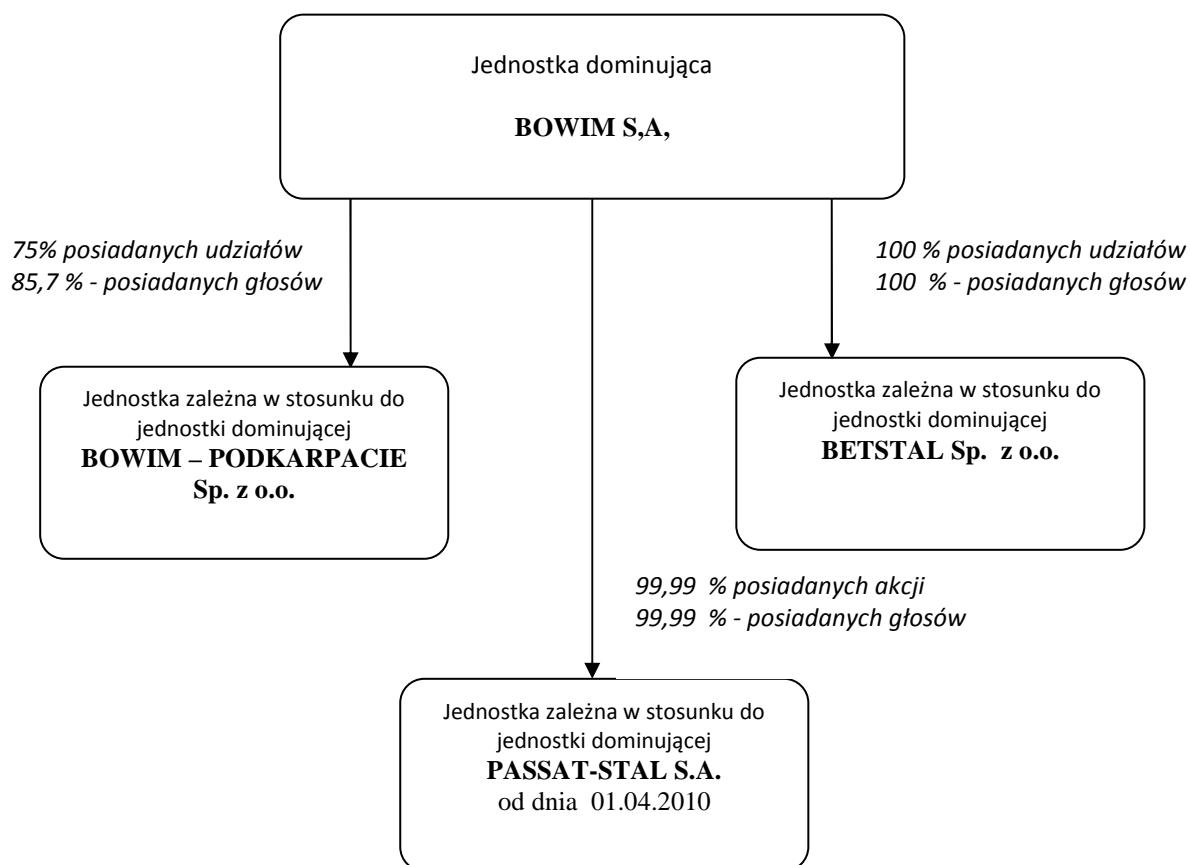 Jednostka dominująca
BOWIM S,A,
75% posiadanych udziałów
85,7 % - posiadanych głosów
100 % posiadanych udziałów
100 % - posiadanych głosów
Jednostka zależna w stosunku do
jednostki dominującej
BOWIM – PODKARPACIE
Sp. z o.o.
Jednostka zależna w stosunku do
jednostki dominującej
BETSTAL Sp. z o.o.
99,99 % posiadanych akcji
99,99 % - posiadanych głosów
Jednostka zależna w stosunku do
jednostki dominującej
PASSAT-STAL S.A.
od dnia 01.04.2010